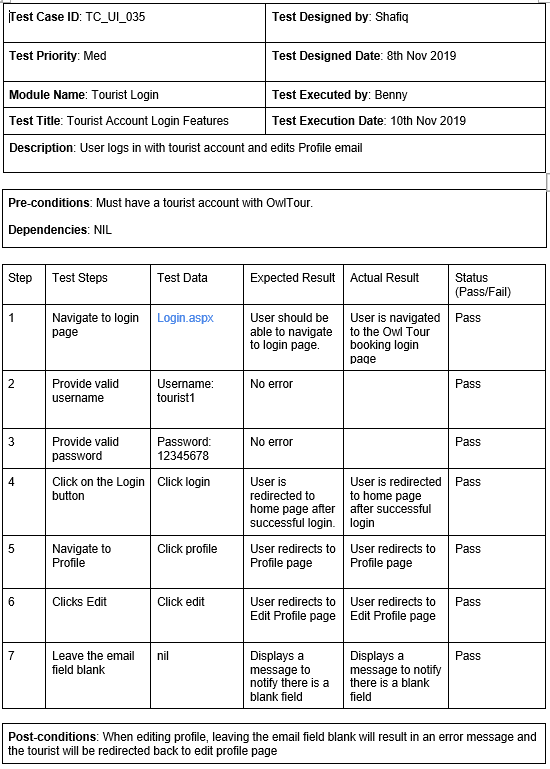 Test Case ID: TC_UI_035
Test Designed by: Shafiq
Test Priority: Med
Test Designed Date: 8th Nov 2019
Module Name: Tourist Login
Test Executed by: Benny
Test Title: Tourist Account Login Features
Test Execution Date: 10th Nov 2019
Description: User logs in with tourist account and edits Profile email
Pre-conditions: Must have a tourist account with OwlTour.
Dependencies: NIL
Step
Test Steps
Test Data
Expected Result
Actual Result
Status
(Pass/Fail)
1
Navigate to login
page
Login.aspx
User should be
able to navigate
to login page.
User is navigated
to the Owl Tour
booking login
page
Pass
2
Provide valid
username
Username:
tourist1
No error
Pass
3
Provide valid
password
Password:
12345678
No error
Pass
4
Click on the Login
button
Click login
User is
redirected to
home page after
successful login.
User is redirected
to home page
after successful
login
Pass
5
Navigate to
Profile
Click profile
User redirects to
Profile page
User redirects to
Profile page
Pass
6
Clicks Edit
Click edit
User redirects to
Edit Profile page
User redirects to
Edit Profile page
Pass
7
Leave the email
field blank
nil
Displays a
message to
notify there is a
blank field
Displays a
message to notify
there is a blank
field
Pass
Post-conditions: When editing profile, leaving the email field blank will result in an error message and
the tourist will be redirected back to edit profile page